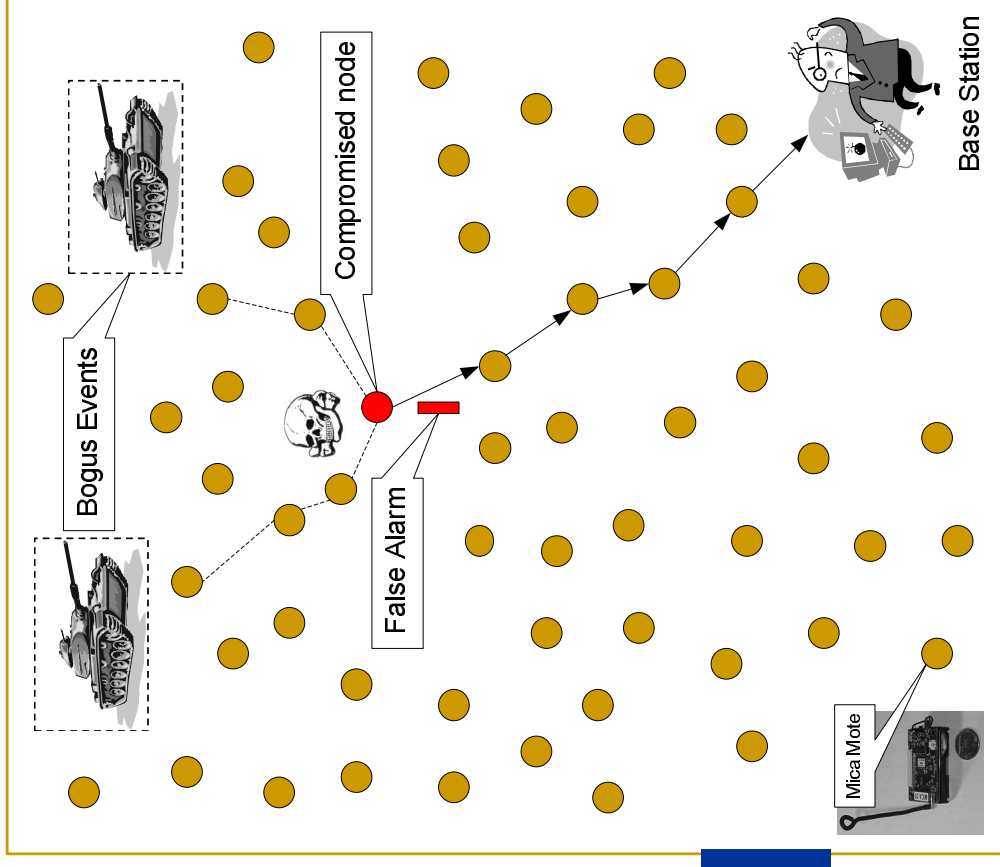 Bogus Events
Compromised node
False Alarm
Base Station
Mica Mote